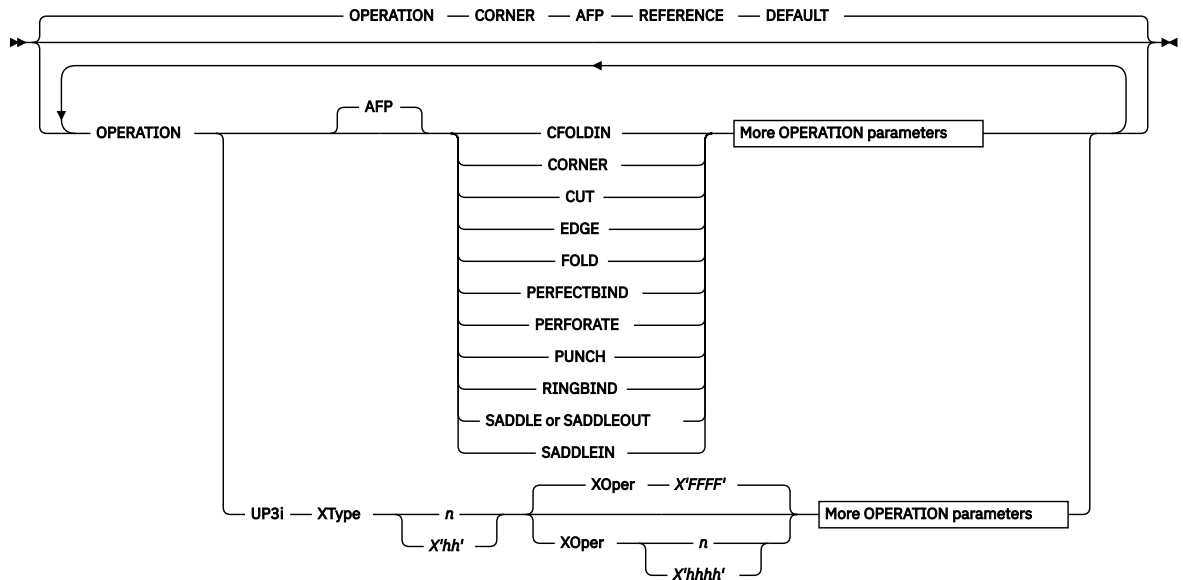 OPERATION CORNER AFP REFERENCE DEFAULT
AFP
OPERATION CFOLDIN More OPERATION parameters
CORNER
CUT
EDGE
FOLD
PERFECTBIND
PERFORATE
PUNCH
RINGBIND
SADDLE or SADDLEOUT
SADDLEIN
XOper X'FFFF'
UP3i XType n More OPERATION parameters
X'hh' XOper n
X'hhhh'